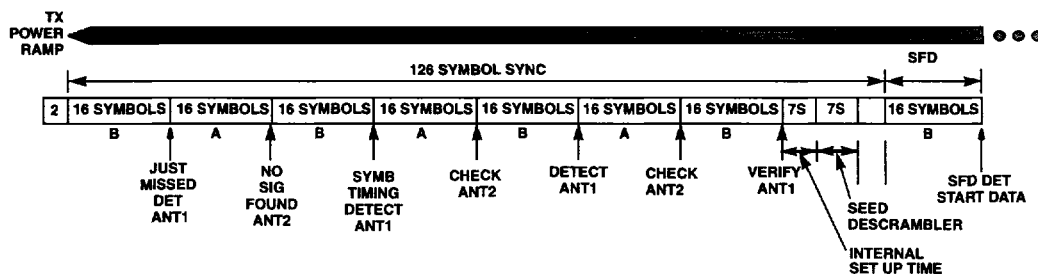 TX
POWER
RAMP
SFD
126 SYMBOL SYNC
2 16 SYMBOLS 16 SYMBOLS 16 SYMBOLS 16 SYMBOLS 16 SYMBOLS 16 SYMBOLS 16 SYMBOLS 7S 7S 16 SYMBOLS
B A B A B A B B
JUST
MISSED
DET
ANT1
NO
SIG
FOUND
ANT2
SYMB
TIMING
DETECT
ANT1
CHECK
ANT2
DETECT
ANT1
CHECK
ANT2
VERIFY
ANT1
SFD DET
START DATA
SEED
DESCRAMBLER
INTERNAL
SET UP TIME